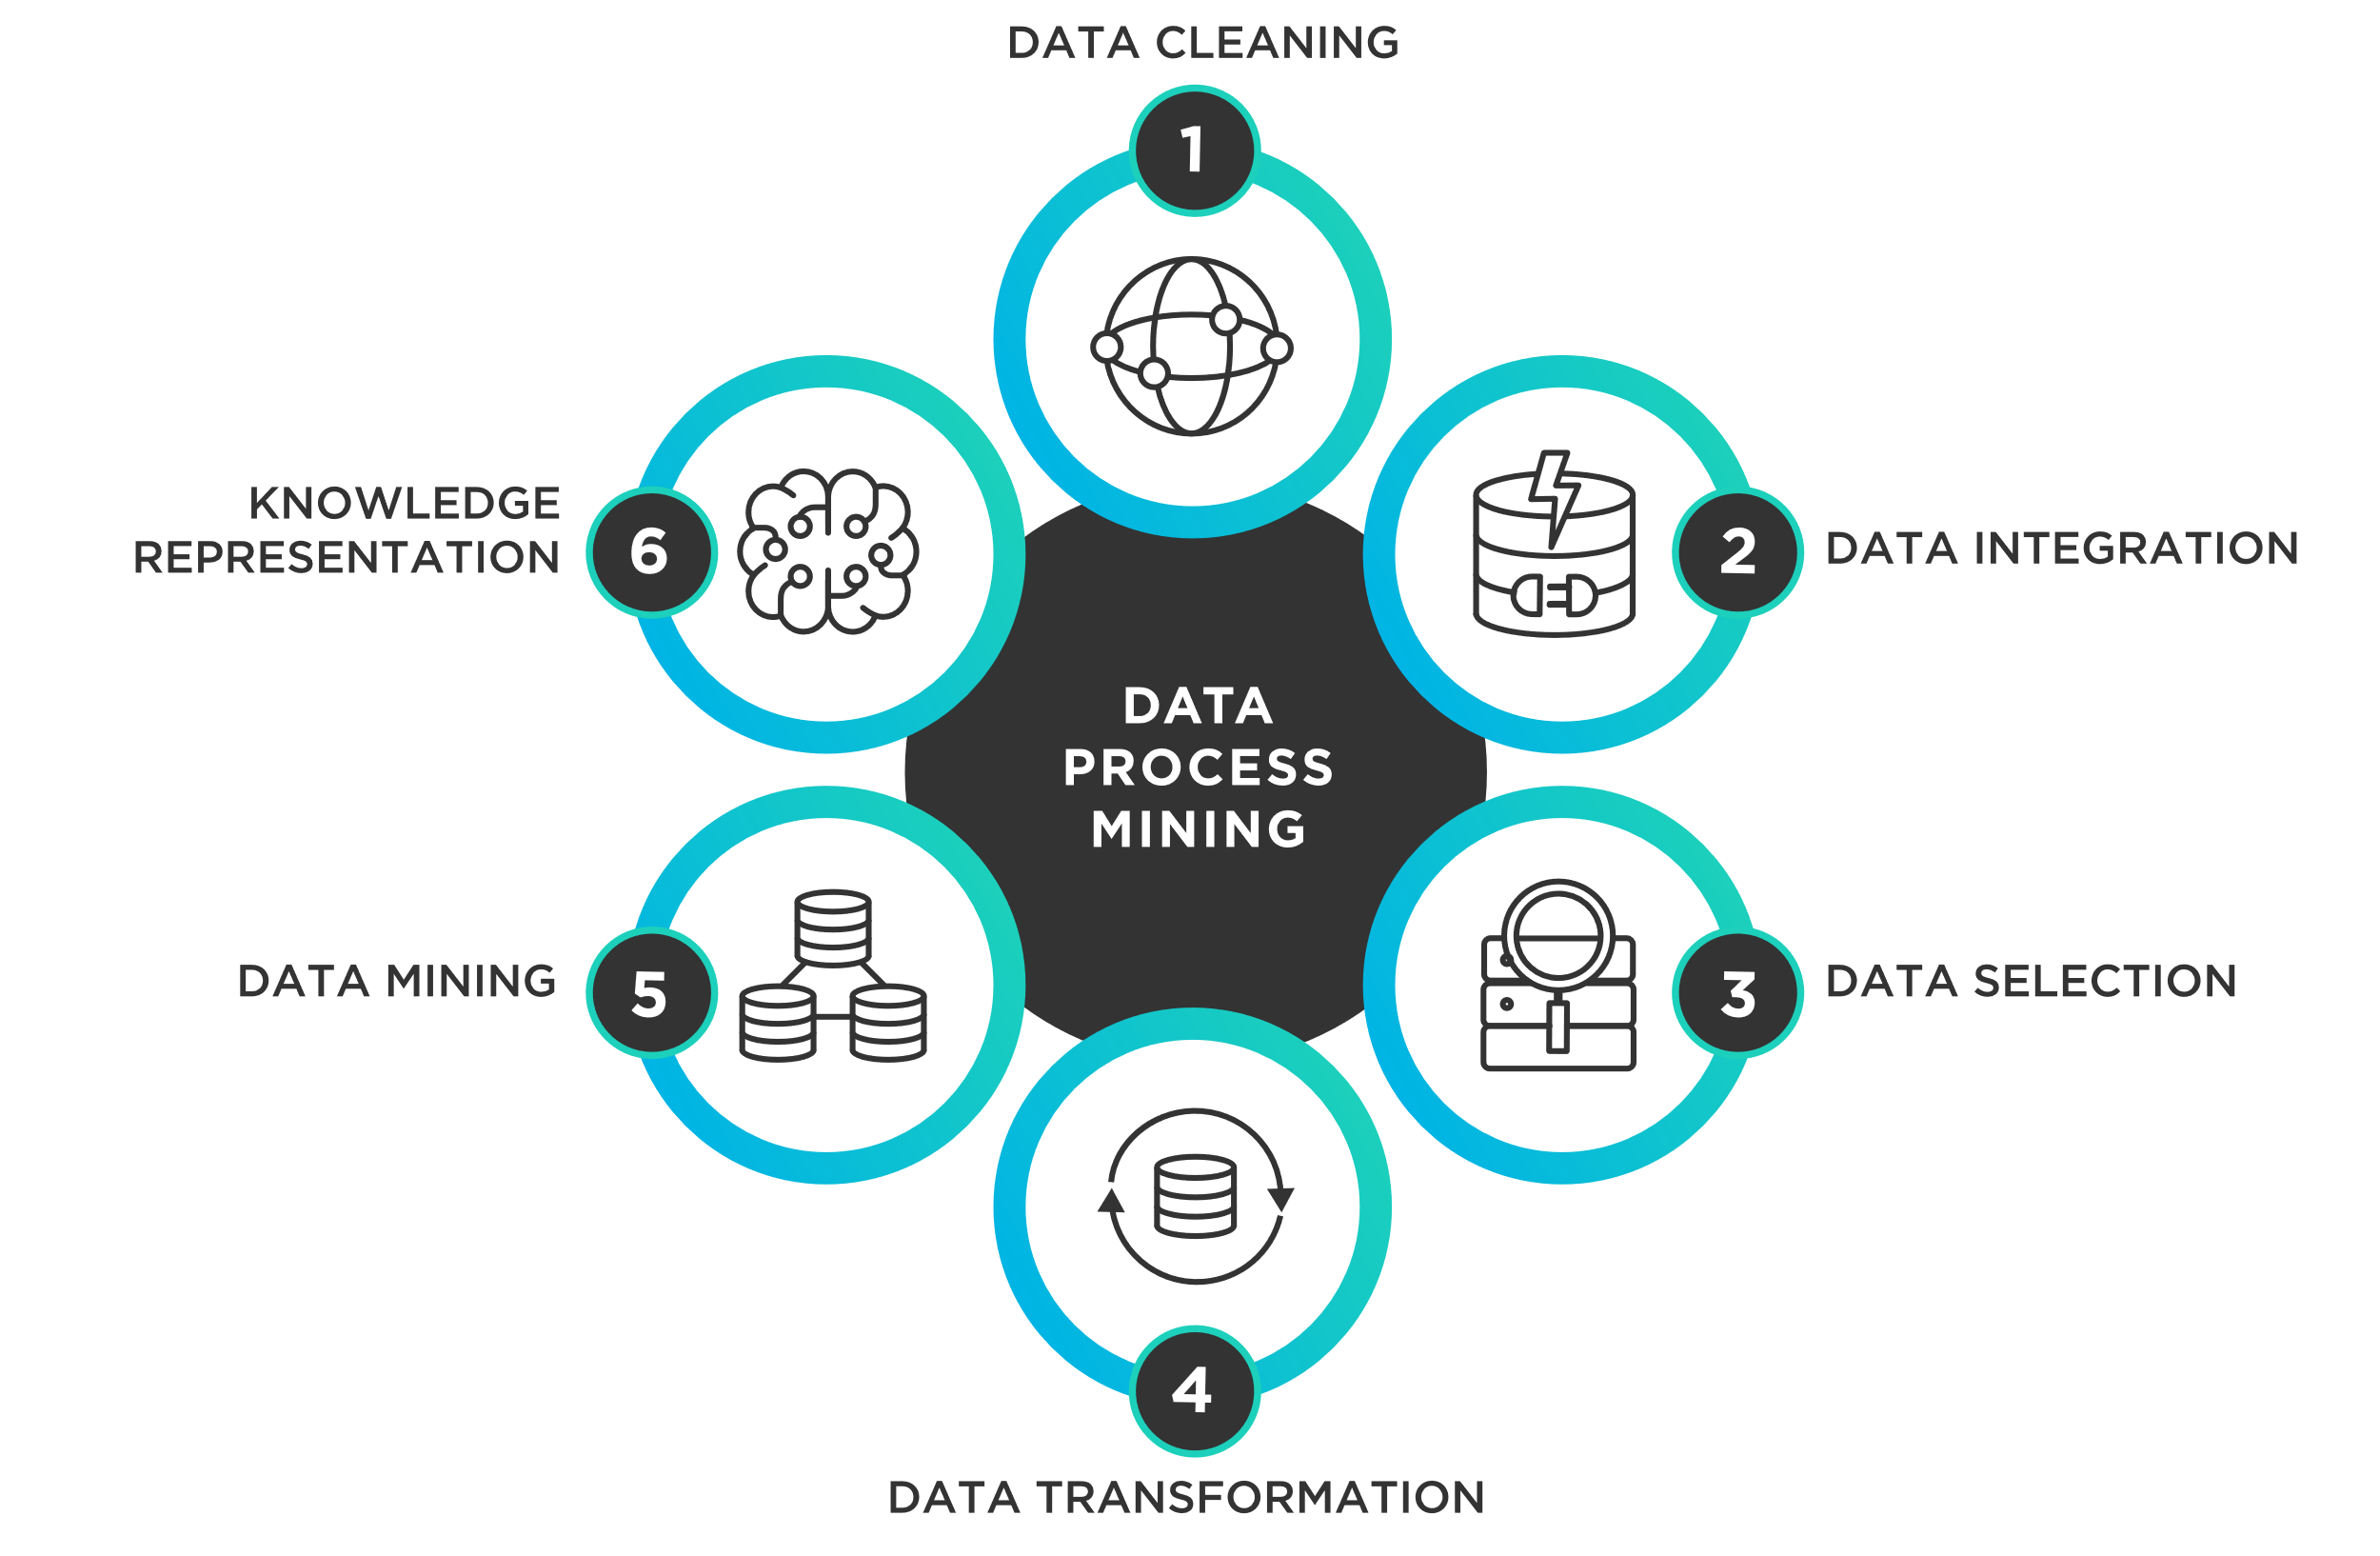 DATA CLEANING
1
2
DATA INTEGRATION
3
DATA SELECTION
4
DATA TRANSFORMATION
5
DATA MINING
6
KNOWLEDGE
REPRESENTATION
DATA
PROCESS
MINING